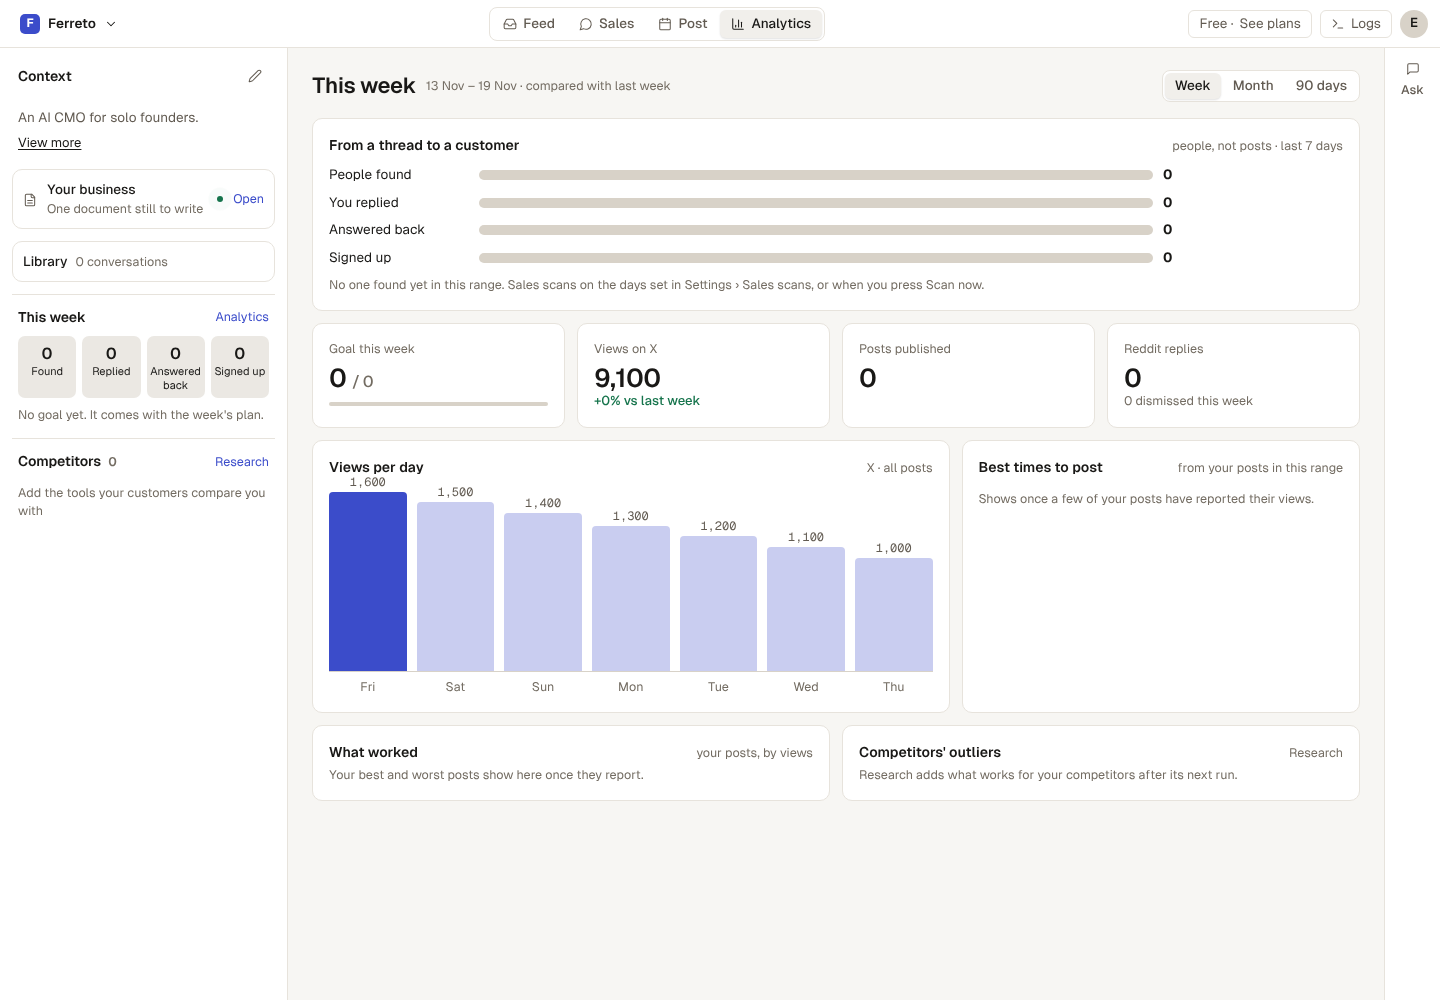 F Ferreto
Feed Sales Post Analytics
Free · See plans
Logs
E
Context
An AI CMO for solo founders.
View more
Your business
One document still to write
Open
Library 0 conversations
This week Analytics
0 0 0 0
Found Replied Answered back Signed up
No goal yet. It comes with the week's plan.
Competitors 0 Research
Add the tools your customers compare you
with
This week 13 Nov – 19 Nov · compared with last week
Week Month 90 days
Ask
From a thread to a customer people, not posts · last 7 days
People found 0
You replied 0
Answered back 0
Signed up 0
No one found yet in this range. Sales scans on the days set in Settings › Sales scans, or when you press Scan now.
Goal this week
0 / 0
Views on X
9,100
+0% vs last week
Posts published
0
Reddit replies
0
0 dismissed this week
Views per day X · all posts
1,600 1,500 1,400 1,300 1,200 1,100 1,000
Fri Sat Sun Mon Tue Wed Thu
Best times to post from your posts in this range
Shows once a few of your posts have reported their views.
What worked your posts, by views
Your best and worst posts show here once they report.
Competitors' outliers Research
Research adds what works for your competitors after its next run.